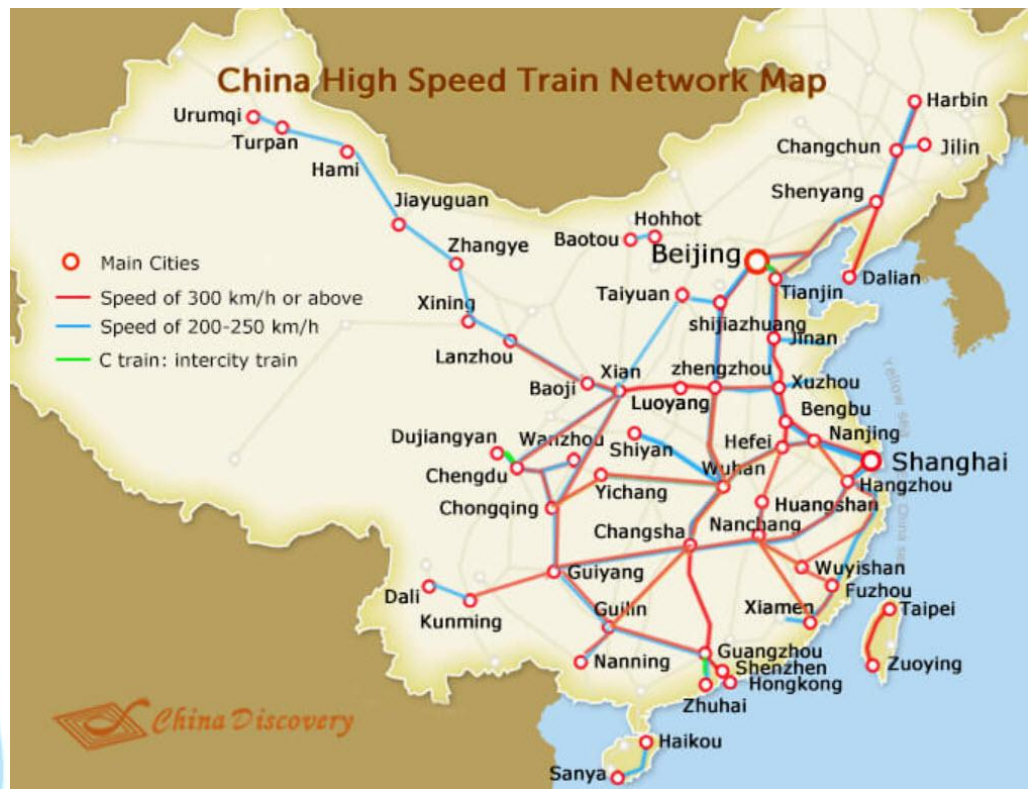 China High Speed Train Network Map
Urumqi
Turpan
Hami
Harbin
Changchun
Jilin
Shenyang
Jiayuguan
Zhangye
Hohhot
Baotou
Beijing
Dalian
Tianjin
Main Cities
Speed of 300 km/h or above
Speed of 200-250 km/h
C train: intercity train
Xining
Lanzhou
Taiyuan
shijiazhuang
Jinan
Baoji
Xian
zhengzhou
Luoyang
Xuzhou
Yellow sea
Bengbu
Dujiangyan
Wanzhou
Shiyan
Hefei
Nanjing
Chengdu
Wuhan
Shanghai
Hangzhou
Yichang
Chongqing
Huangshan
Changsha
Nanchang
China sea
Guiyang
Wuyishan
Dali
Kunming
Guilin
Fuzhou
Xiamen
Taipei
Nanning
Guangzhou
Shenzhen
Hongkong
Zuoying
Zhuhai
China Discovery
Haikou
Sanya